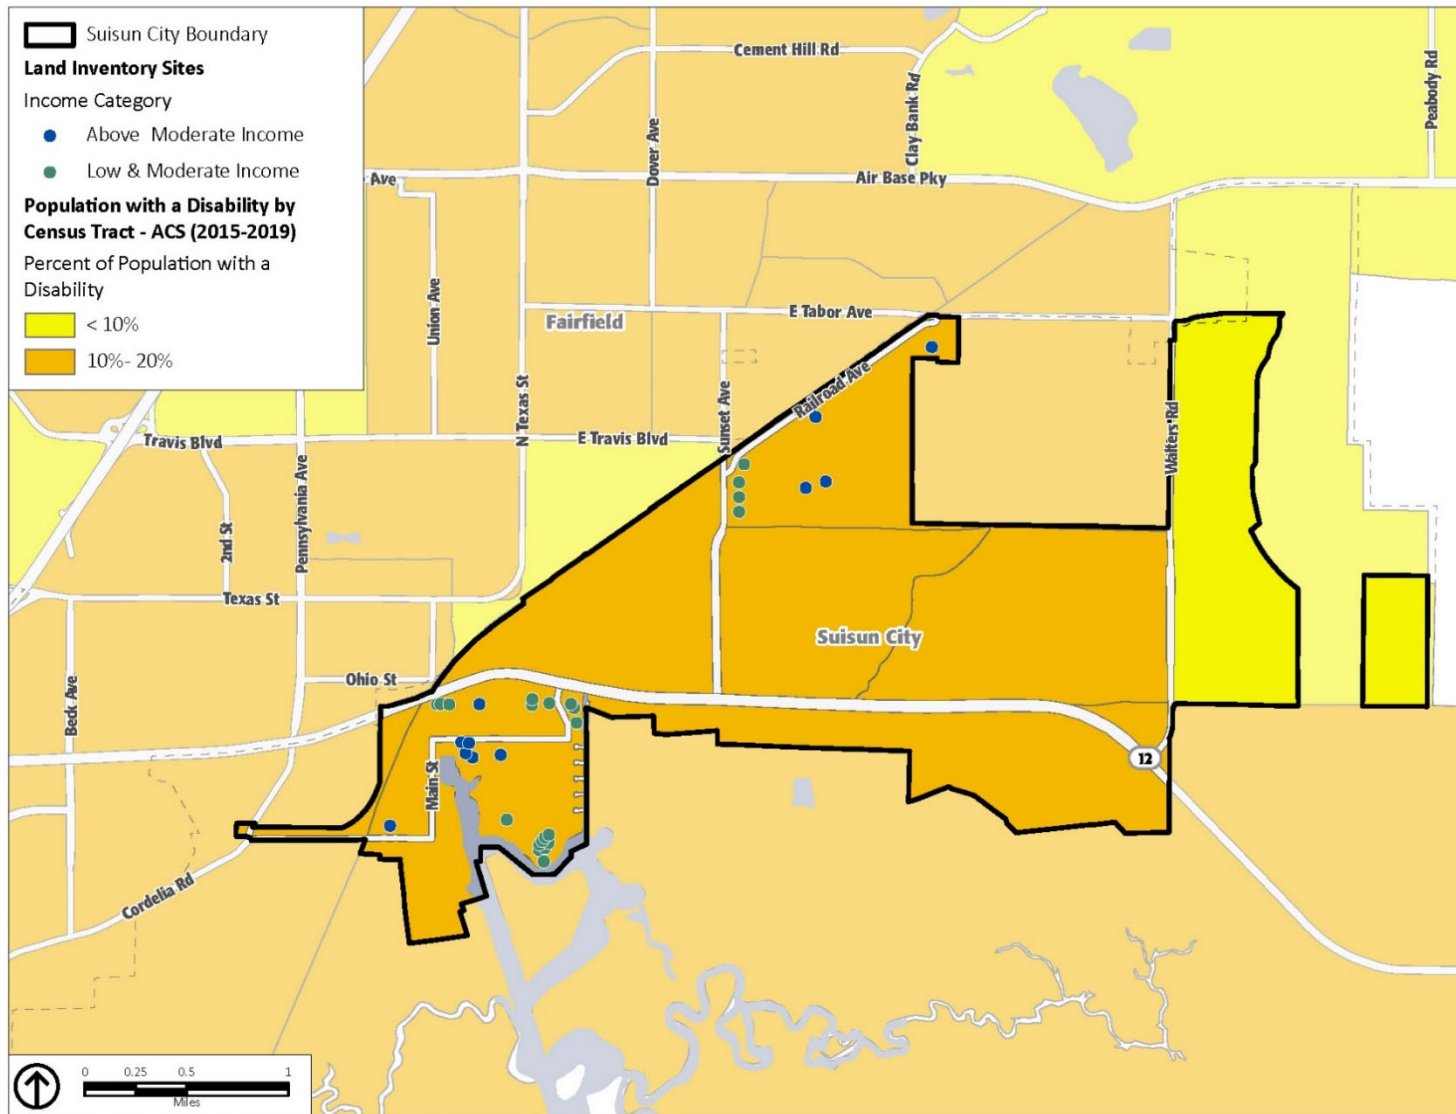 Suisun City Boundary
Land Inventory Sites
Income Category
Above Moderate Income
Low & Moderate Income
Population with a Disability by
Census Tract - ACS (2015-2019)
Percent of Population with a
Disability
< 10%
10%- 20%
Cement Hill Rd
Clay Bank Rd
Peabody Rd
Dover Ave
Ave
Air Base Pky
Union Ave
N Texas St
Fairfield
E Tabor Ave
Railroad Ave
Sunset Ave
Walters Rd
Travis Blvd
E Travis Blvd
Pennsylvania Ave
2nd St
Texas St
Suisun City
Ohio St
Beck Ave
Main St
12
Cordelia Rd
0 0.25 0.5 1
Miles